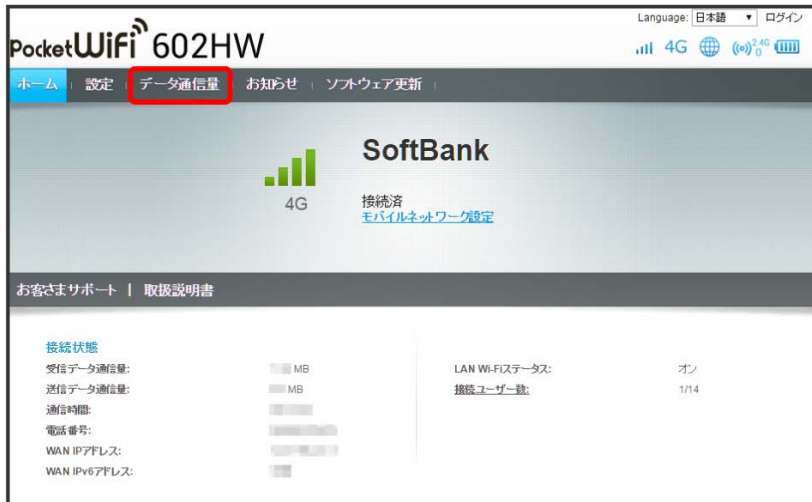 Language: 日本語 ログイン
PocketWiFi 602HW
4G 2.4G 0
ホーム 設定 データ通信量 お知らせ ソフトウェア更新
SoftBank
4G
接続済
モバイルネットワーク設定
お客さまサポート | 取扱説明書
接続状態
受信データ通信量: MB
送信データ通信量: MB
通信時間:
電話番号:
WAN IPアドレス:
WAN IPv6アドレス:
LAN Wi-Fiステータス: オン
接続ユーザー数: 1/14